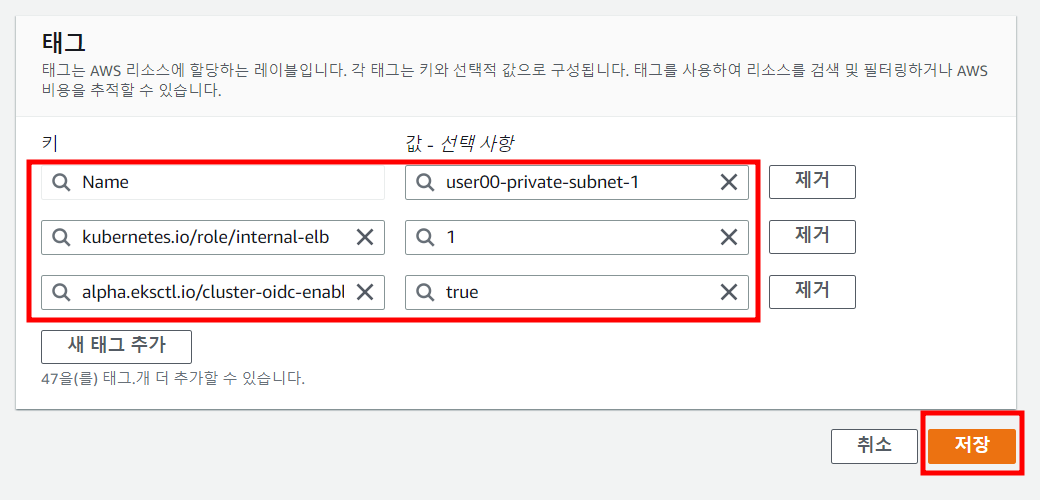 태그
태그는 AWS 리소스에 할당하는 레이블입니다. 각 태그는 키와 선택적 값으로 구성됩니다. 태그를 사용하여 리소스를 검색 및 필터링하거나 AWS
비용을 추적할 수 있습니다.
키 값 - 선택 사항
Name user00-private-subnet-1 제거
kubernetes.io/role/internal-elb 1 제거
alpha.eksctl.io/cluster-oidc-enabl true 제거
새 태그 추가
47을(를) 태그.개 더 추가할 수 있습니다.
취소 저장